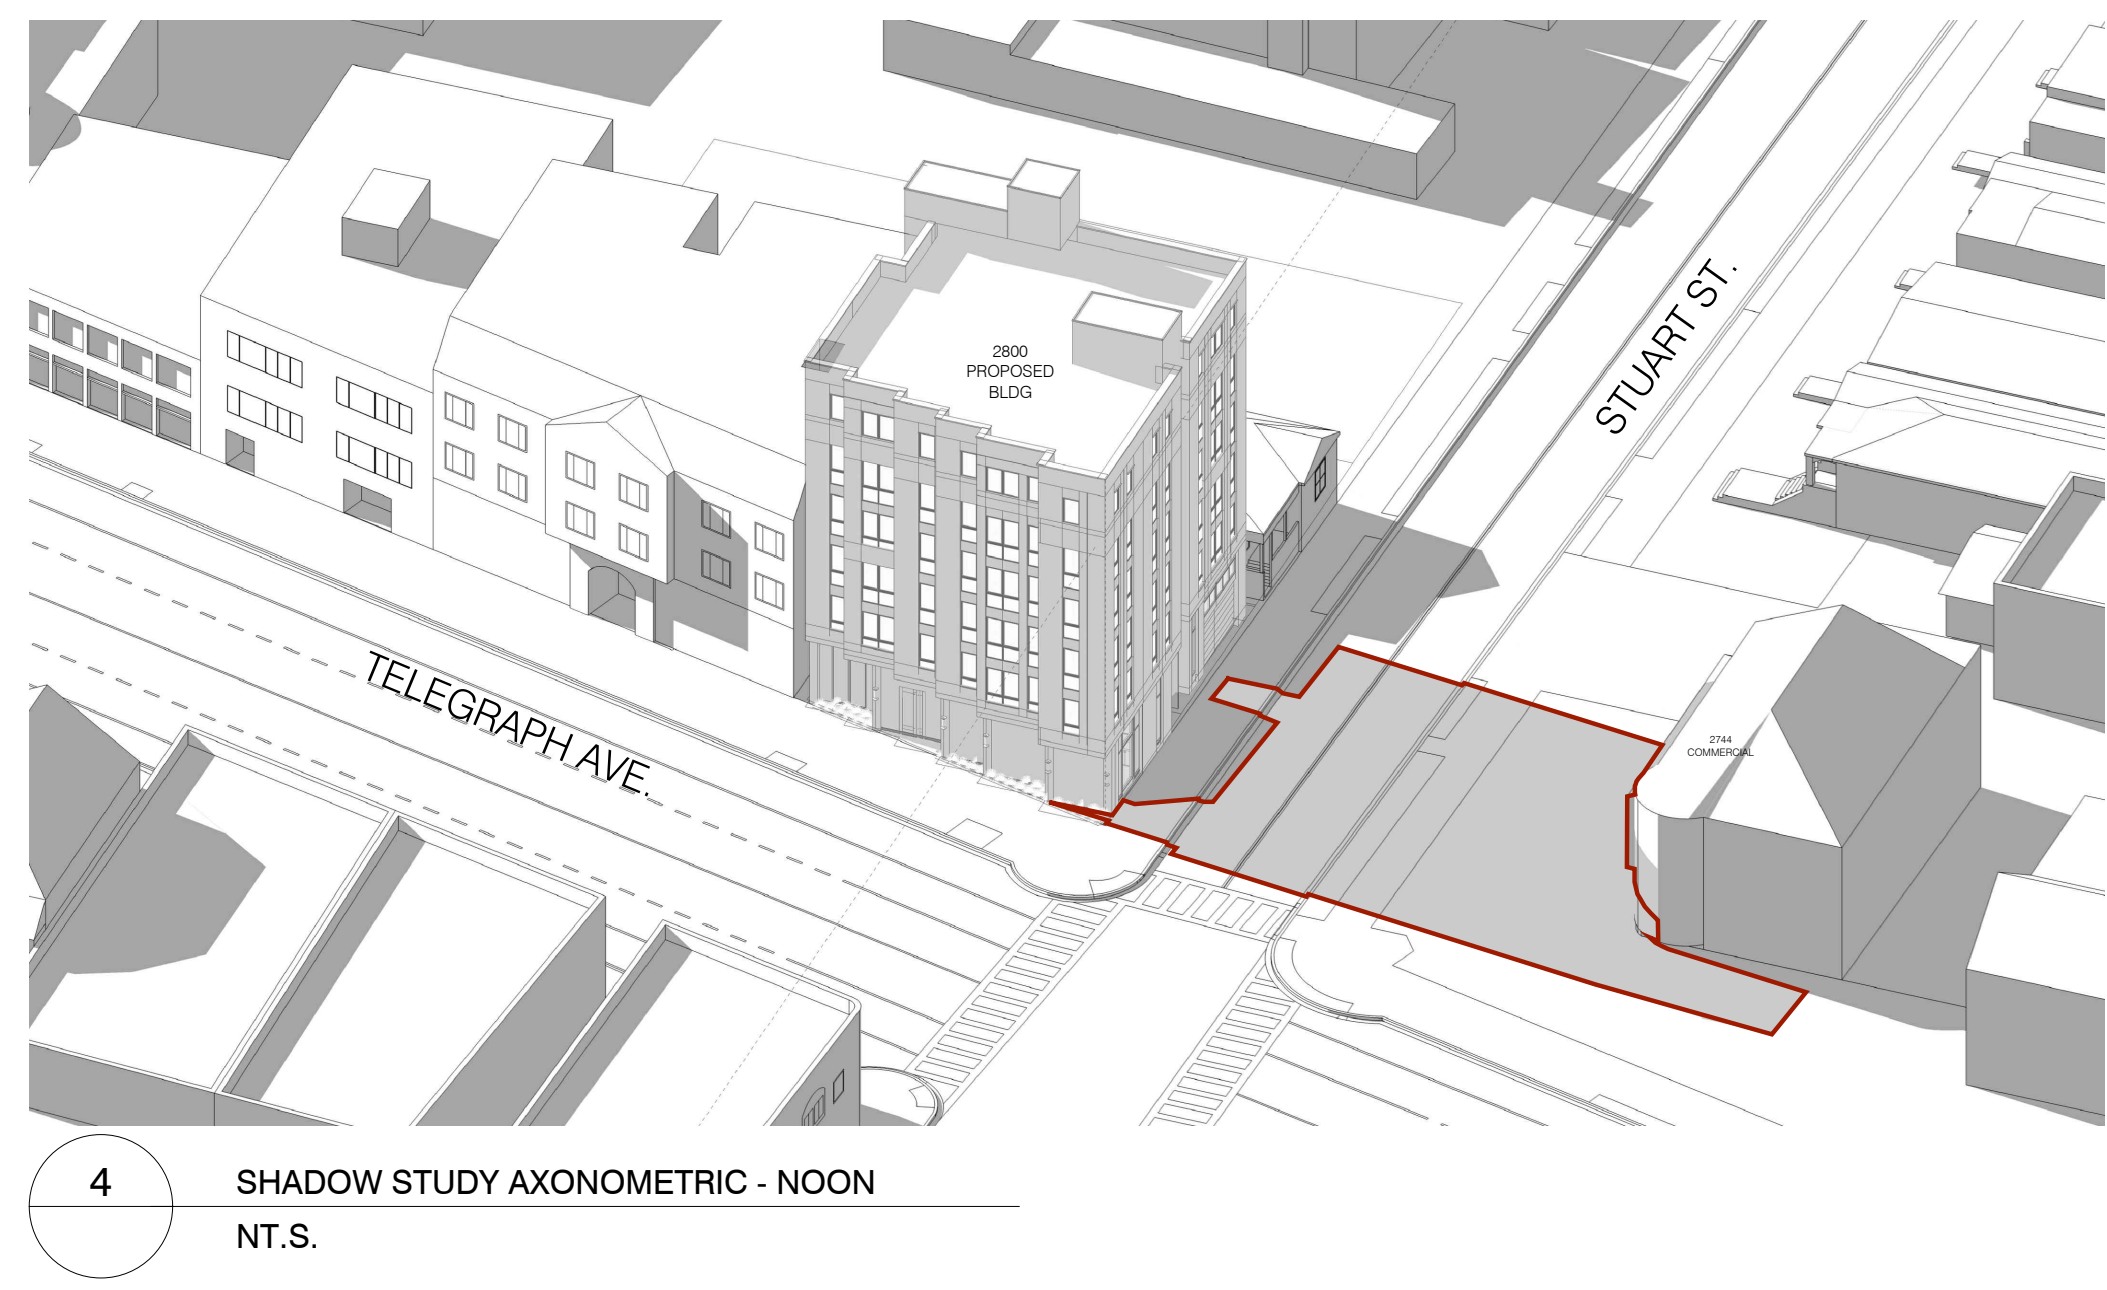 STUART ST.
2800
PROPOSED
BLDG
TELEGRAPH AVE.
2744
COMMERCIAL
4
SHADOW STUDY AXONOMETRIC - NOON
NT.S.